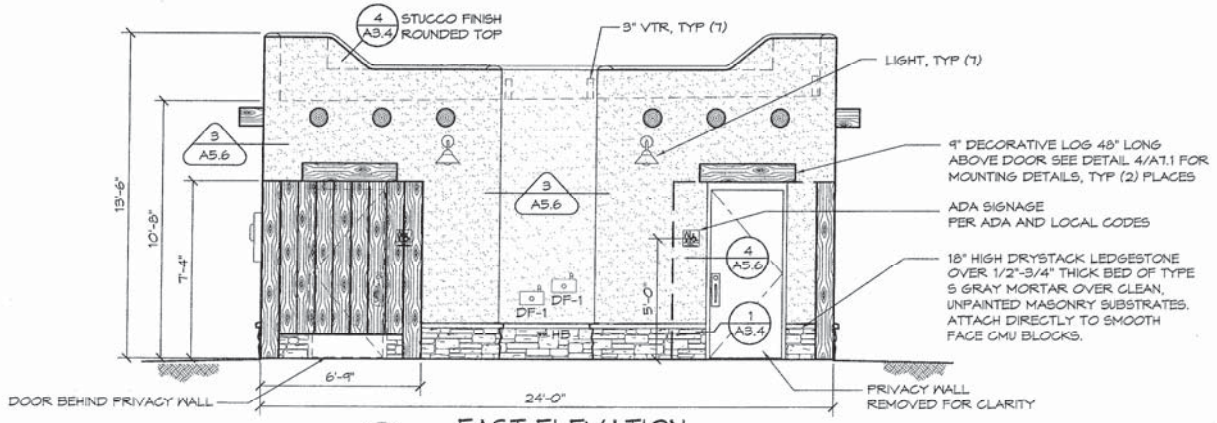 4
A3.4
STUCCO FINISH
ROUNDED TOP
3" VTR, TYP (7)
LIGHT, TYP (7)
3
A5.6
9" DECORATIVE LOG 48" LONG
ABOVE DOOR SEE DETAIL 4/A7.1 FOR
MOUNTING DETAILS, TYP (2) PLACES
13'-6"
10'-8"
7'-4"
3
A5.6
ADA SIGNAGE
PER ADA AND LOCAL CODES
4
A5.6
18" HIGH DRYSTACK LEDGESTONE
OVER 1/2"-3/4" THICK BED OF TYPE
S GRAY MORTAR OVER CLEAN,
UNPAINTED MASONRY SUBSTRATES.
ATTACH DIRECTLY TO SMOOTH
FACE CMU BLOCKS.
DF-1
DF-1
5'-0"
HB
1
A3.4
6'-9"
24'-0"
DOOR BEHIND PRIVACY WALL
PRIVACY WALL
REMOVED FOR CLARITY
EAST ELEVATION